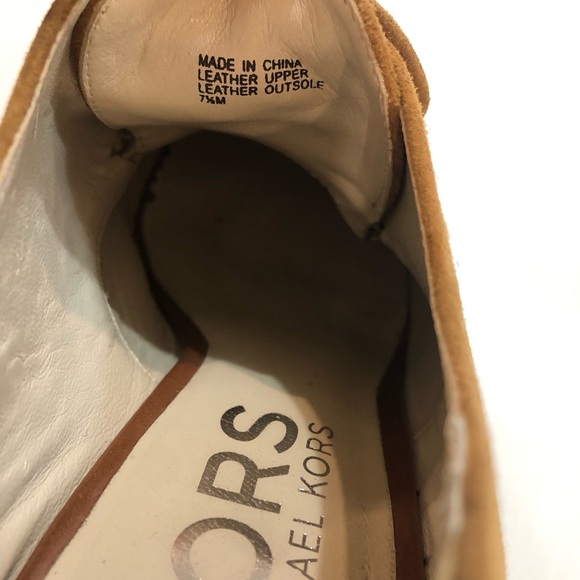 MADE IN CHINA
LEATHER UPPER
LEATHER OUTSOLE
7½M
ORS
AEL KORS